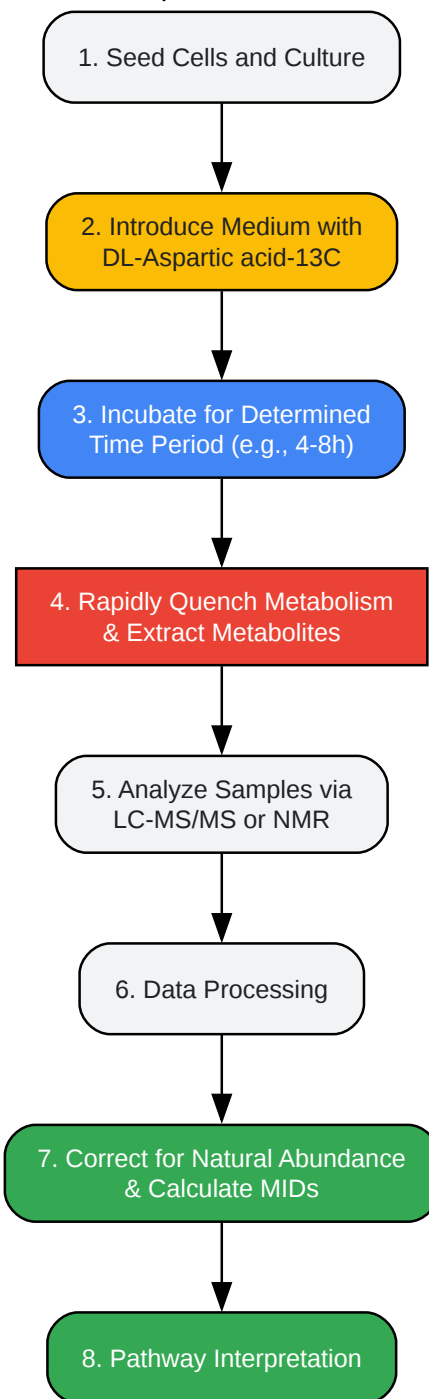 1. Seed Cells and Culture
2. Introduce Medium with
DL-Aspartic acid-13C
3. Incubate for Determined
Time Period (e.g., 4-8h)
4. Rapidly Quench Metabolism
& Extract Metabolites
5. Analyze Samples via
LC-MS/MS or NMR
6. Data Processing
7. Correct for Natural Abundance
& Calculate MIDs
8. Pathway Interpretation